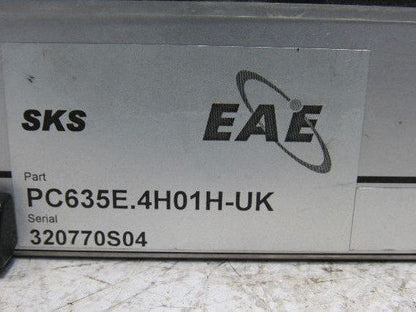 SKS
EAE
Part
PC635E.4H01H-UK
Serial
320770S04